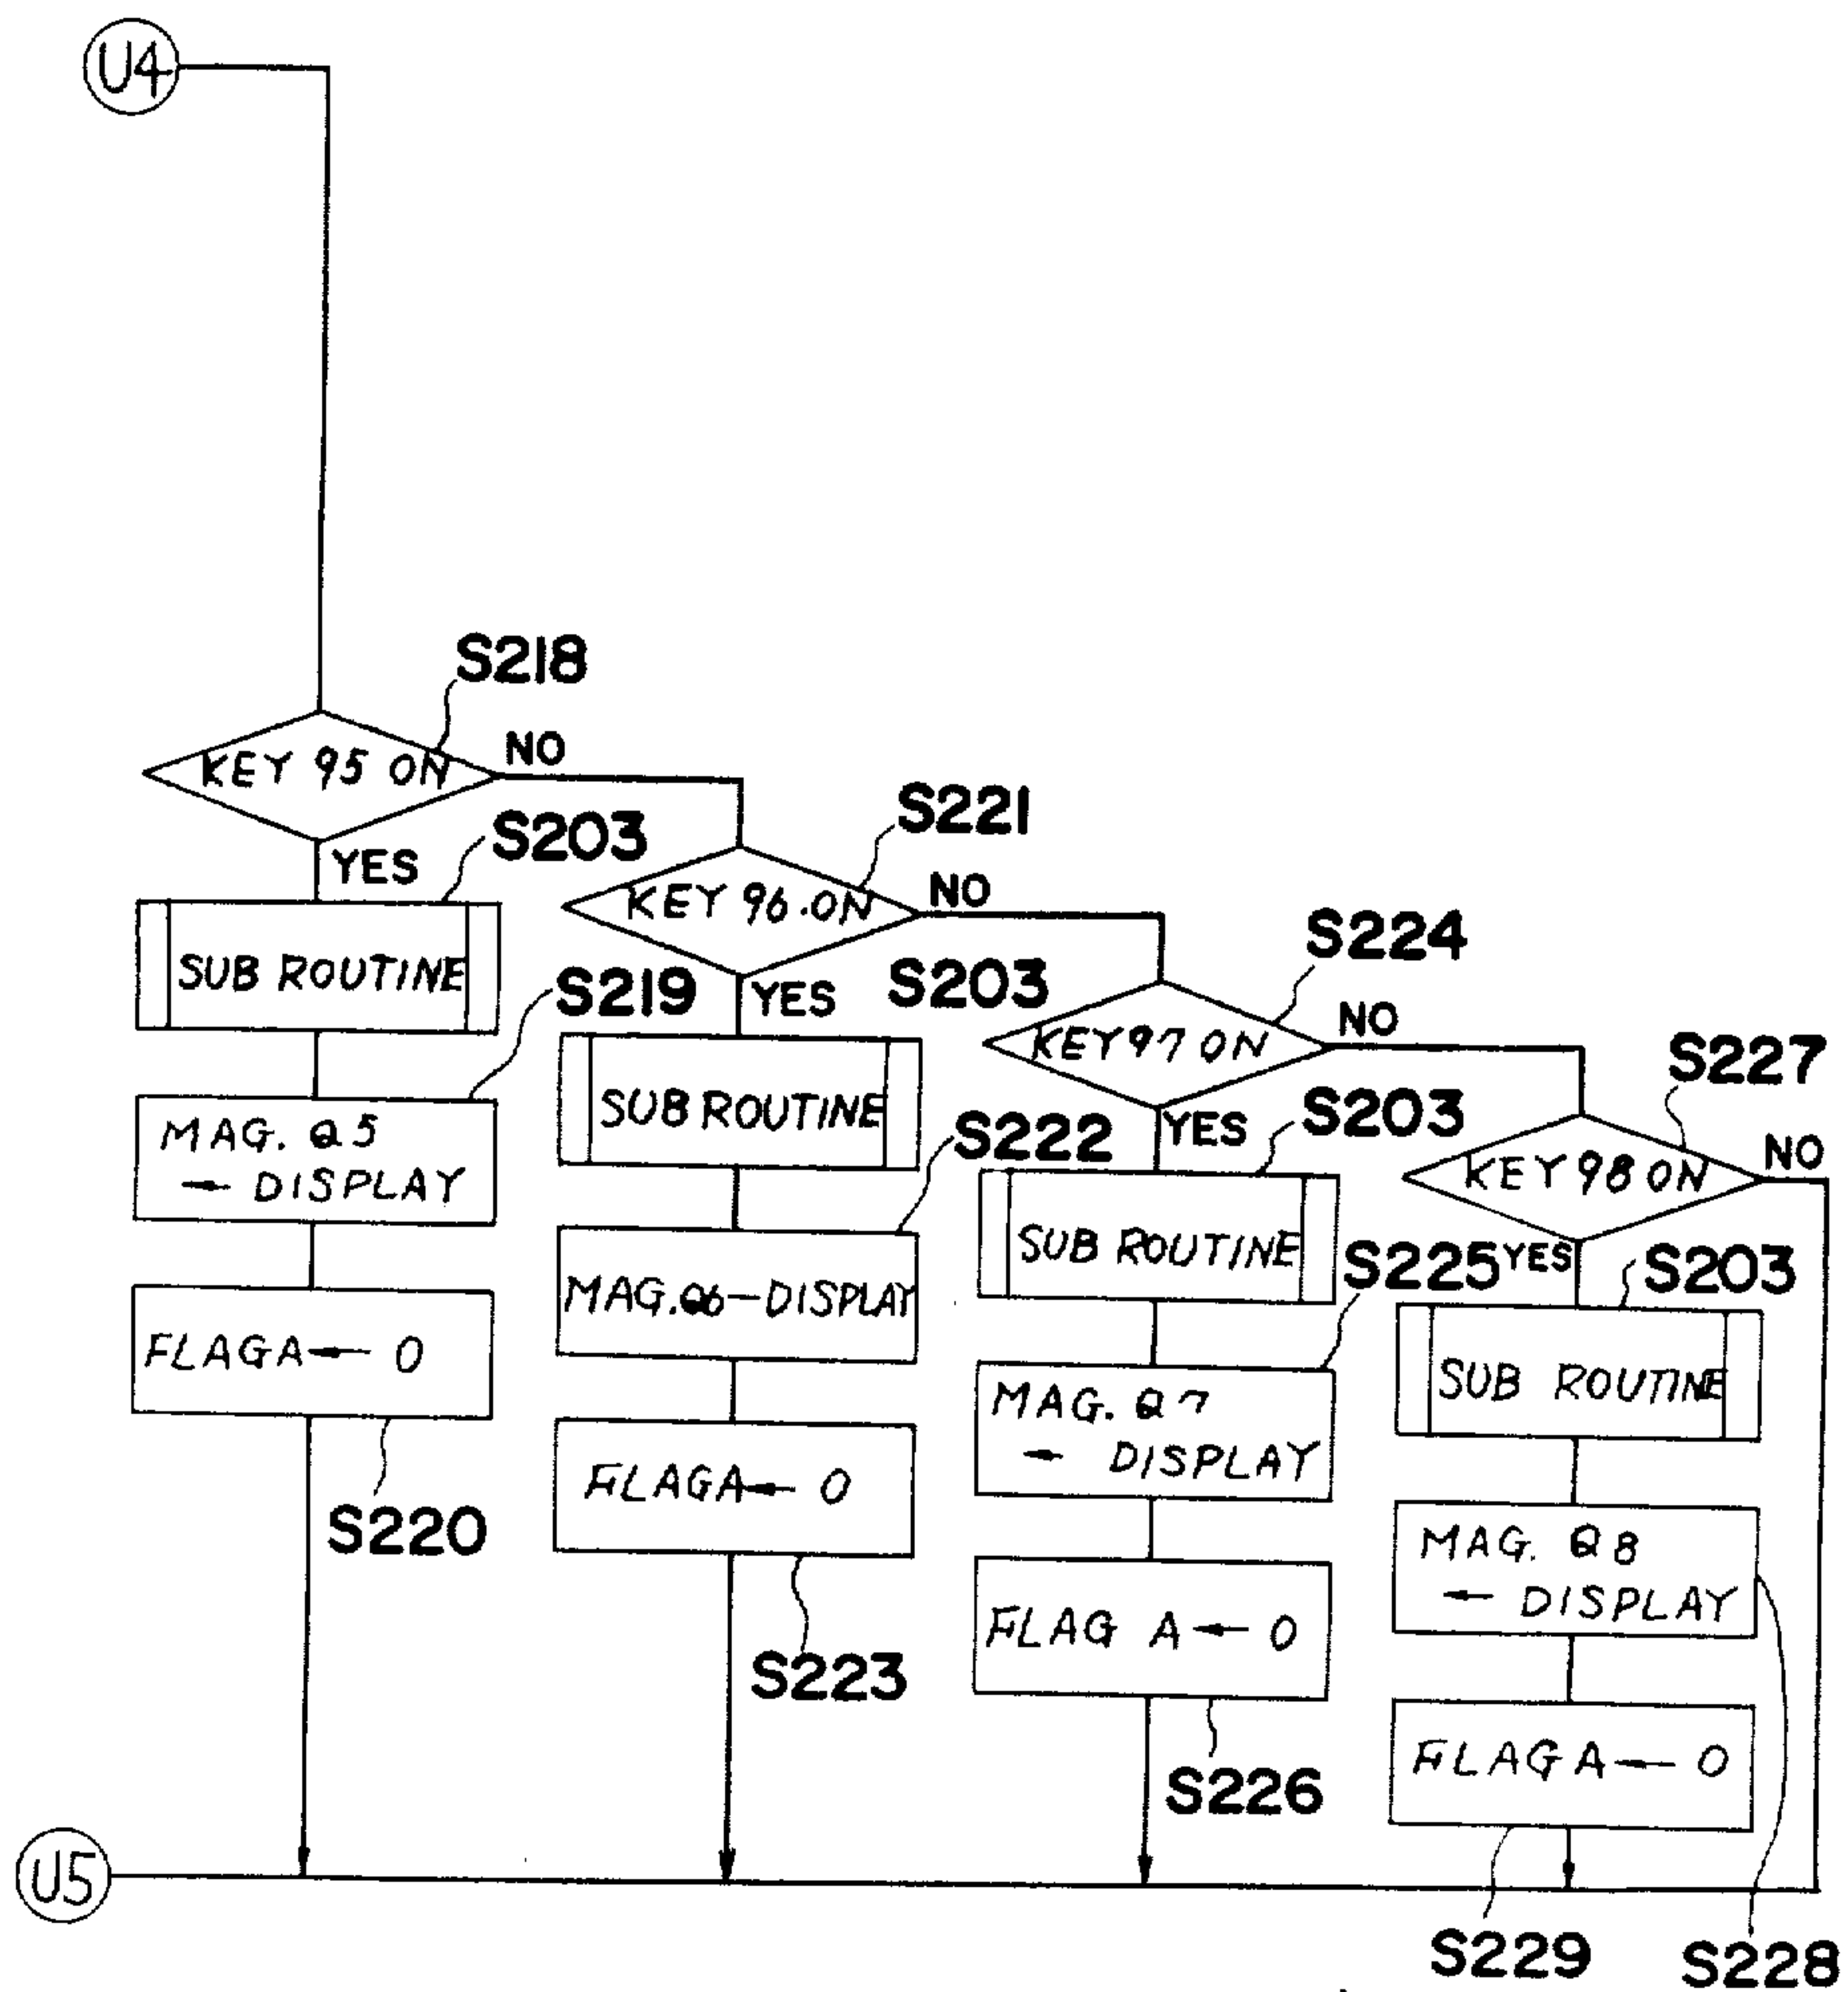 U4
S218
KEY 95 ON
NO
YES
S203
SUB ROUTINE
S219
MAG. Q5
← DISPLAY
FLAGA ← 0
S220
S221
KEY 96.ON
NO
YES
S203
SUB ROUTINE
S222
MAG. Q6 — DISPLAY
FLAGA ← 0
S223
S224
KEY 97 ON
NO
YES
S203
SUB ROUTINE
S225
MAG. Q7
← DISPLAY
FLAG A ← 0
S226
S227
KEY 98 ON
NO
YES
S203
SUB ROUTINE
MAG. Q8
← DISPLAY
FLAG A ← 0
U5
S229
S228